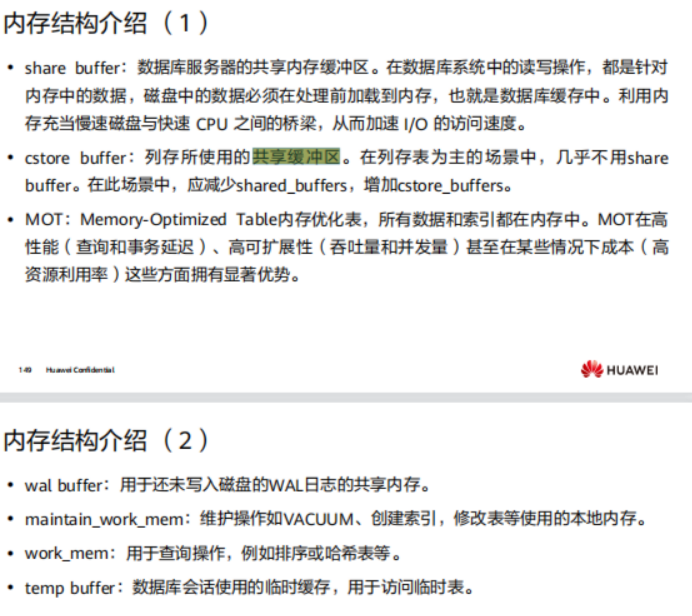 内存结构介绍（1）
• share buffer：数据库服务器的共享内存缓冲区。在数据库系统中的读写操作，都是针对
内存中的数据，磁盘中的数据必须在处理前加载到内存，也就是数据库缓存中。利用内
存充当慢速磁盘与快速 CPU 之间的桥梁，从而加速 I/O 的访问速度。
• cstore buffer：列存所使用的共享缓冲区。在列存表为主的场景中，几乎不用share
buffer。在此场景中，应减少shared_buffers，增加cstore_buffers。
• MOT：Memory-Optimized Table内存优化表，所有数据和索引都在内存中。MOT在高
性能（查询和事务延迟）、高可扩展性（吞吐量和并发量）甚至在某些情况下成本（高
资源利用率）这些方面拥有显著优势。
149 Huawei Confidential
HUAWEI
内存结构介绍（2）
• wal buffer：用于还未写入磁盘的WAL日志的共享内存。
• maintain_work_mem：维护操作如VACUUM、创建索引，修改表等使用的本地内存。
• work_mem：用于查询操作，例如排序或哈希表等。
• temp buffer：数据库会话使用的临时缓存，用于访问临时表。